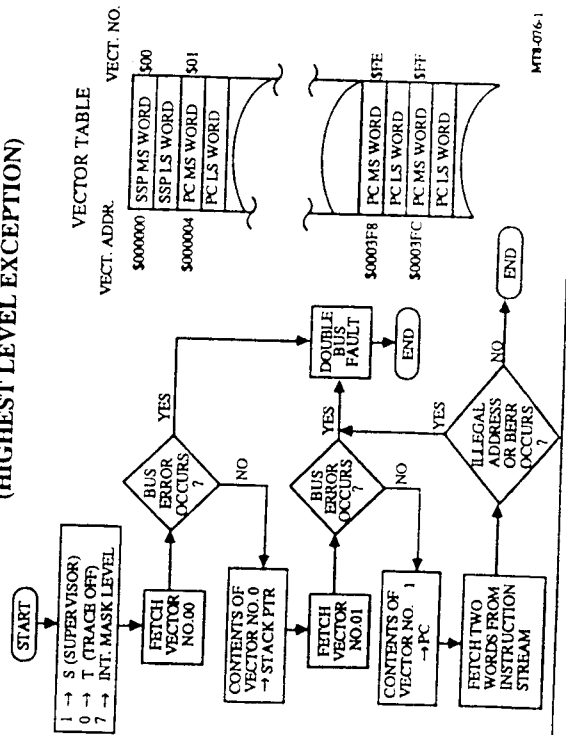 (HIGHEST LEVEL EXCEPTION)
START
1 → S (SUPERVISOR)
0 → T (TRACE OFF)
7 → INT. MASK LEVEL
FETCH
VECTOR
NO.00
BUS
ERROR
OCCURS
?
YES
NO
CONTENTS OF
VECTOR NO. 0
→ STACK PTR
FETCH
VECTOR
NO.01
BUS
ERROR
OCCURS
?
YES
NO
DOUBLE
BUS
FAULT
END
CONTENTS OF
VECTOR NO. 1
→ PC
FETCH TWO
WORDS FROM
INSTRUCTION
STREAM
ILLEGAL
ADDRESS
OR BERR
OCCURS
?
YES
NO
END
VECTOR TABLE
VECT. ADDR.
VECT. NO.
$000000 SSP MS WORD $00
SSP LS WORD
$000004 PC MS WORD $01
PC LS WORD
$0003F8 PC MS WORD $FE
PC LS WORD
$0003FC PC MS WORD $FF
PC LS WORD
MT8-076-1